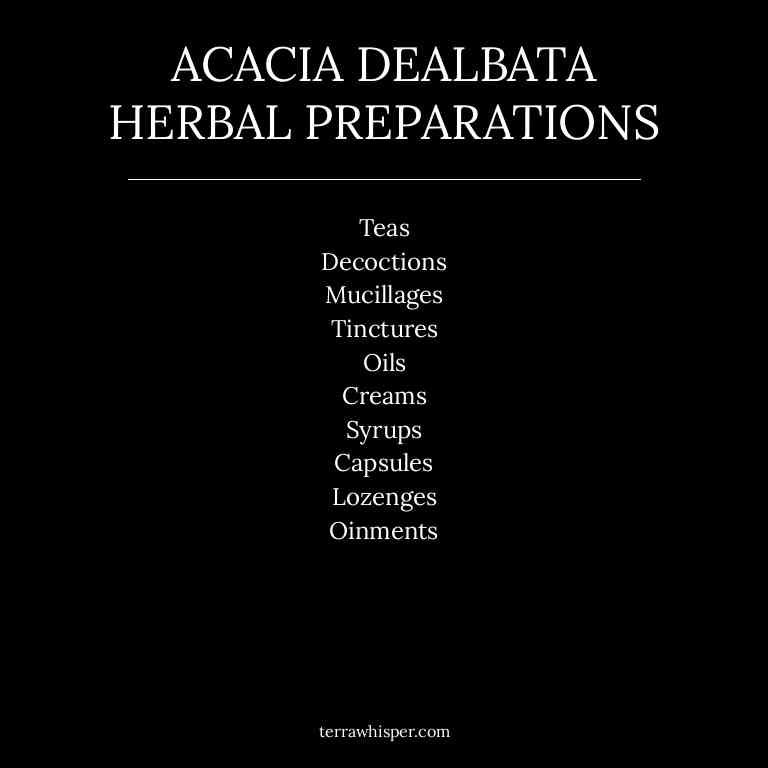 ACACIA DEALBATA
HERBAL PREPARATIONS
Teas
Decoctions
Mucillages
Tinctures
Oils
Creams
Syrups
Capsules
Lozenges
Oinments
terrawhisper.com